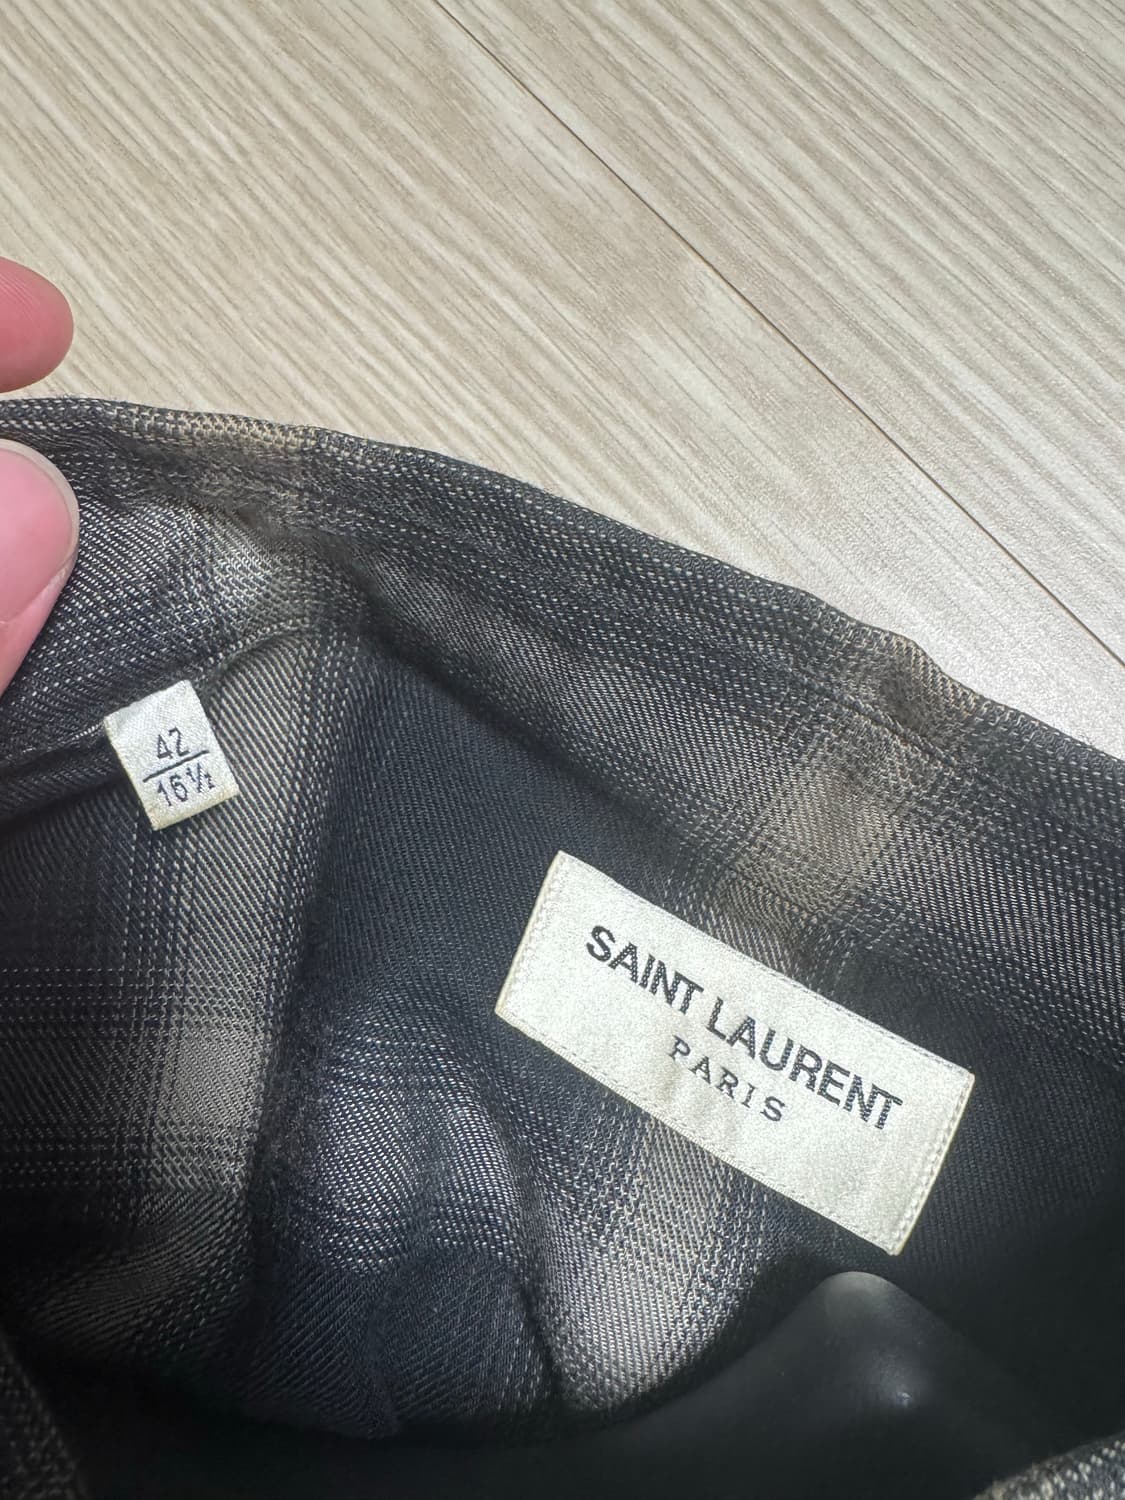 42
16½
SAINT LAURENT
PARIS